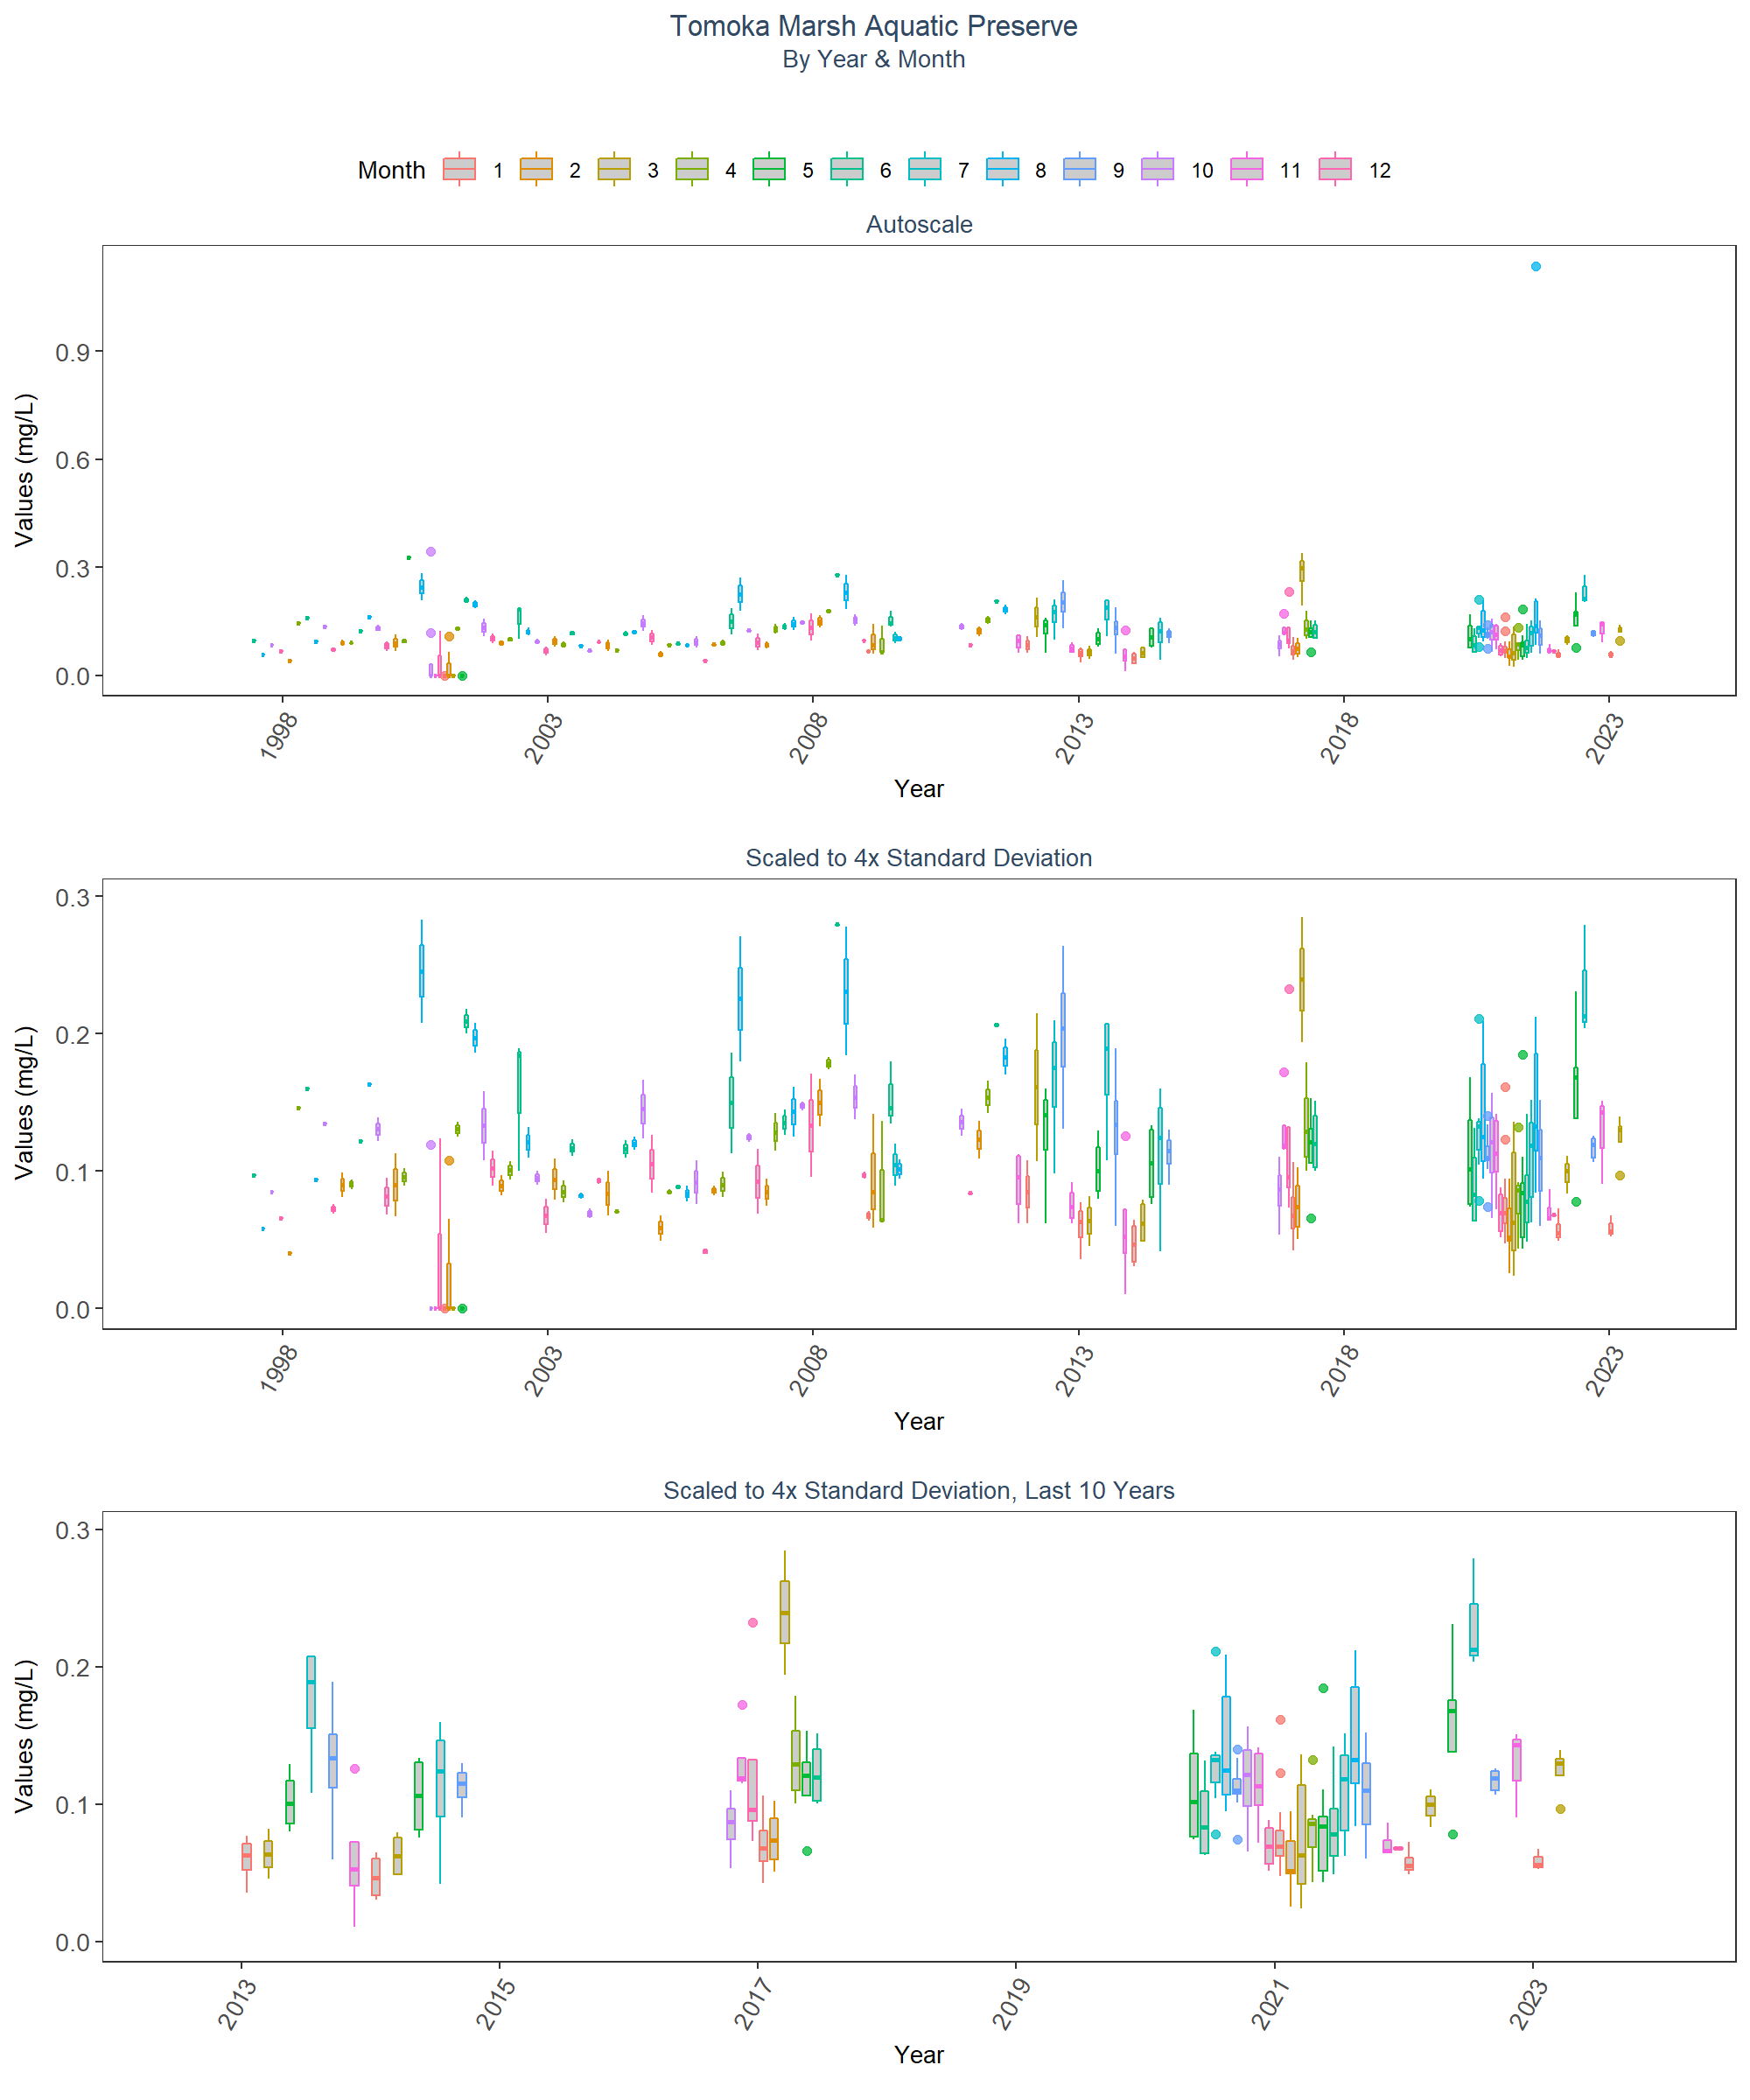 Tomoka Marsh Aquatic Preserve
By Year & Month
Month 1 2 3 4 5 6 7 8 9 10 11 12
Autoscale
Values (mg/L)
0.9
0.6
0.3
0.0
1998 2003 2008 2013 2018 2023
Year
Scaled to 4x Standard Deviation
Values (mg/L)
0.3
0.2
0.1
0.0
1998 2003 2008 2013 2018 2023
Year
Scaled to 4x Standard Deviation, Last 10 Years
Values (mg/L)
0.3
0.2
0.1
0.0
2013 2015 2017 2019 2021 2023
Year